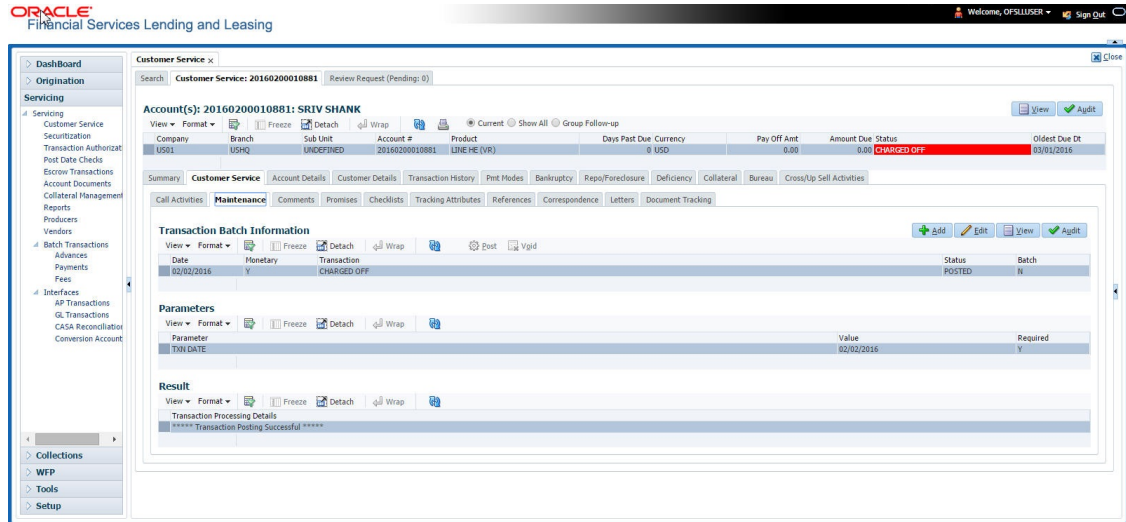 ORACLE
Financial Services Lending and Leasing
Welcome, OFSLLUSER
Sign Out
Close
DashBoard
Origination
Servicing
Servicing
Customer Service
Securitization
Transaction Authorizat
Post Date Checks
Escrow Transactions
Account Documents
Collateral Management
Reports
Producers
Vendors
Batch Transactions
Advances
Payments
Fees
Interfaces
AP Transactions
GL Transactions
CASA Reconciliation
Conversion Account
Collections
WFP
Tools
Setup
Customer Service x
Search Customer Service: 20160200010881 Review Request (Pending: 0)
Account(s): 20160200010881: SRIV SHANK
View Audit
View Format Freeze Detach Wrap Current Show All Group Follow-up
Company Branch Sub Unit Account # Product Days Past Due Currency Pay Off Amt Amount Due Status Oldest Due Dt
US01 USHQ UNDEFINED 20160200010881 LINE HE (VR) 0 USD 0.00 0.00 CHARGED OFF 03/01/2016
Summary Customer Service Account Details Customer Details Transaction History Pmt Modes Bankruptcy Repo/Foreclosure Deficiency Collateral Bureau Cross/Up Sell Activities
Call Activities Maintenance Comments Promises Checklists Tracking Attributes References Correspondence Letters Document Tracking
Transaction Batch Information
Add Edit View Audit
View Format Freeze Detach Wrap Post Void
Date Monetary Transaction Status Batch
02/02/2016 Y CHARGED OFF POSTED N
Parameters
View Format Freeze Detach Wrap
Parameter Value Required
TXN DATE 02/02/2016 Y
Result
View Format Freeze Detach Wrap
Transaction Processing Details
***** Transaction Posting Successful *****